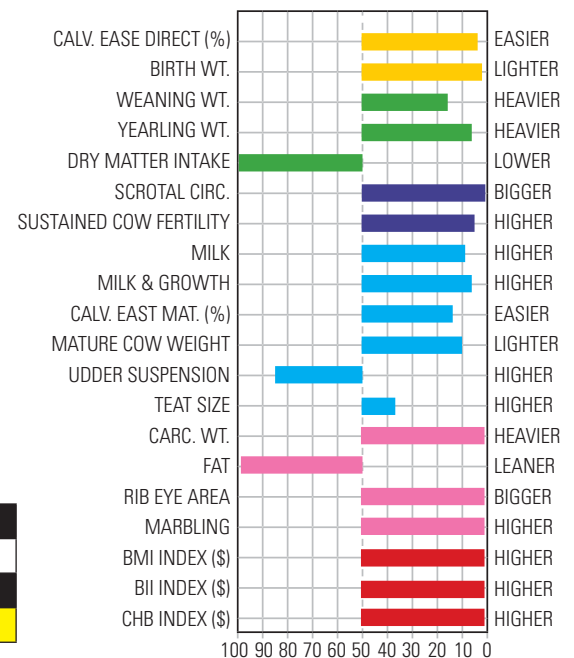 CALV. EASE DIRECT (%) EASIER
BIRTH WT. LIGHTER
WEANING WT. HEAVIER
YEARLING WT. HEAVIER
DRY MATTER INTAKE LOWER
SCROTAL CIRC. BIGGER
SUSTAINED COW FERTILITY HIGHER
MILK HIGHER
MILK & GROWTH HIGHER
CALV. EAST MAT. (%) EASIER
MATURE COW WEIGHT LIGHTER
UDDER SUSPENSION HIGHER
TEAT SIZE HIGHER
CARC. WT. HEAVIER
FAT LEANER
RIB EYE AREA BIGGER
MARBLING HIGHER
BMI INDEX ($) HIGHER
BII INDEX ($) HIGHER
CHB INDEX ($) HIGHER
100 90 80 70 60 50 40 30 20 10 0